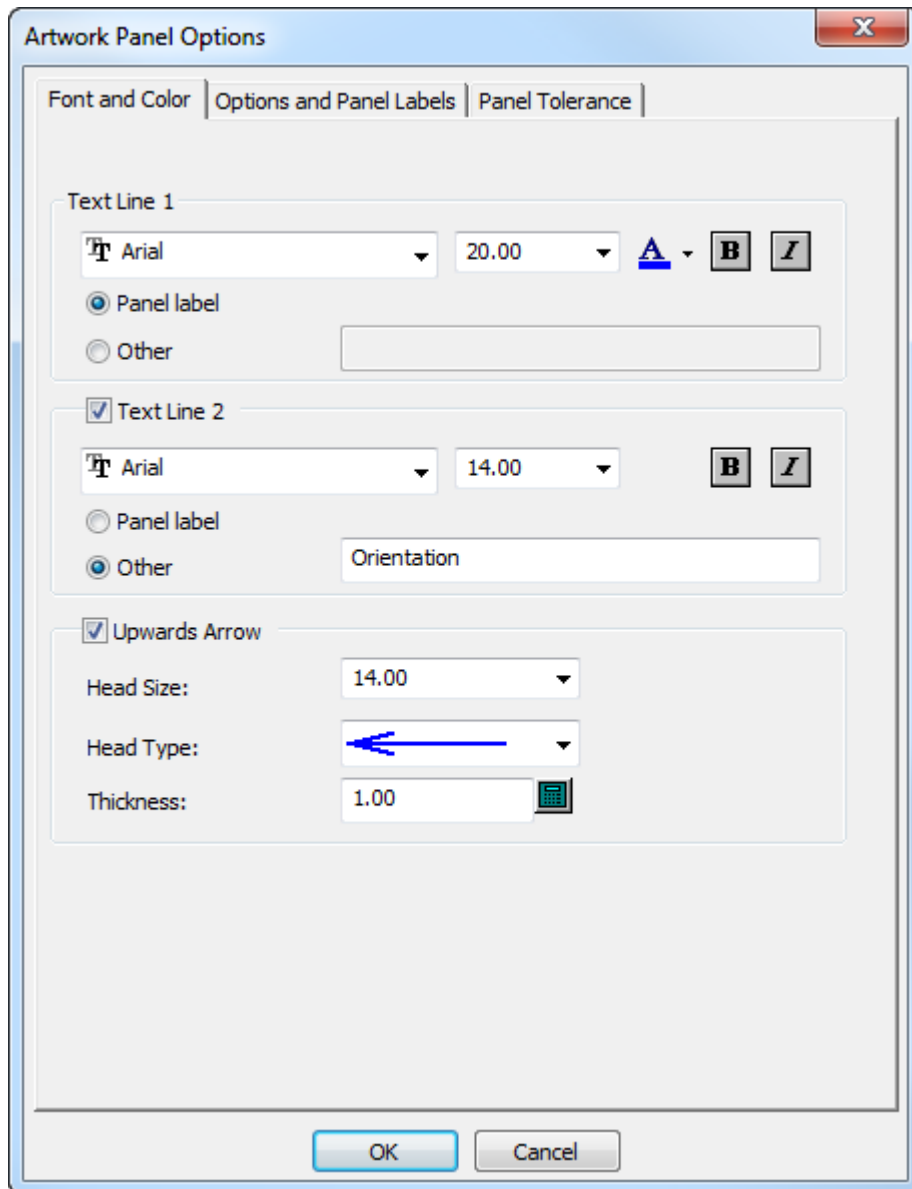 Artwork Panel Options
Font and Color Options and Panel Labels Panel Tolerance
Text Line 1
Arial 20.00 A B I
Panel label
Other
Text Line 2
Arial 14.00 B I
Panel label
Other Orientation
Upwards Arrow
Head Size: 14.00
Head Type:
Thickness: 1.00
OK Cancel